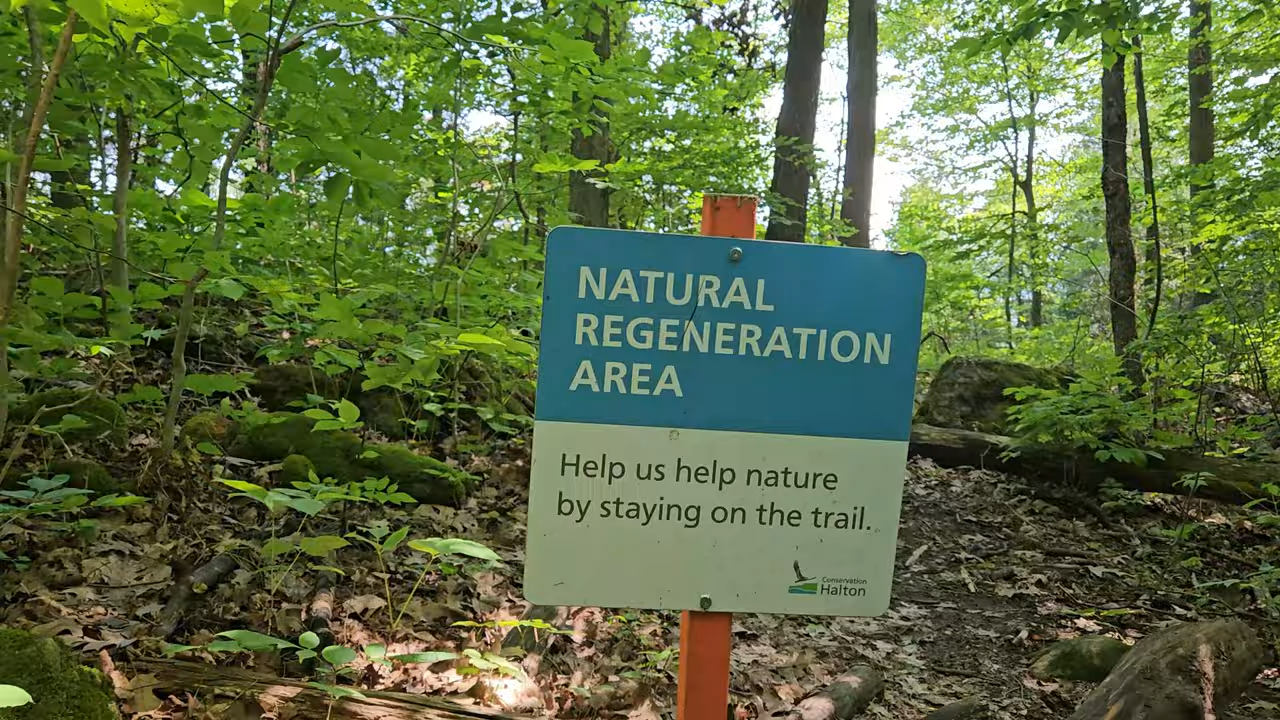 NATURAL
REGENERATION
AREA
Help us help nature
by staying on the trail.
Conservation
Halton